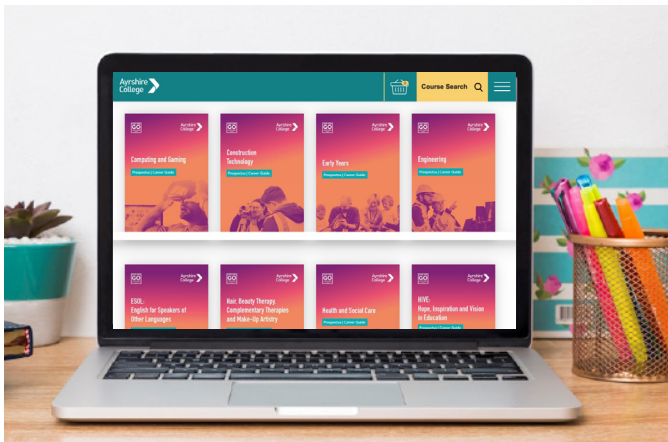 Ayrshire
College
Course Search
GO
Ayrshire
College
Computing and Gaming
Prospectus | Career Guide
GO
Ayrshire
College
Construction
Technology
Prospectus | Career Guide
GO
Ayrshire
College
Early Years
Prospectus | Career Guide
GO
Ayrshire
College
Engineering
Prospectus | Career Guide
GO
Ayrshire
College
ESOL:
English for Speakers of
Other Languages
GO
Ayrshire
College
Hair, Beauty Therapy,
Complementary Therapies
and Make-Up Artistry
GO
Ayrshire
College
Health and Social Care
Prospectus | Career Guide
GO
Ayrshire
College
HIVE:
Hope, Inspiration and Vision
in Education
Prospectus | Career Guide